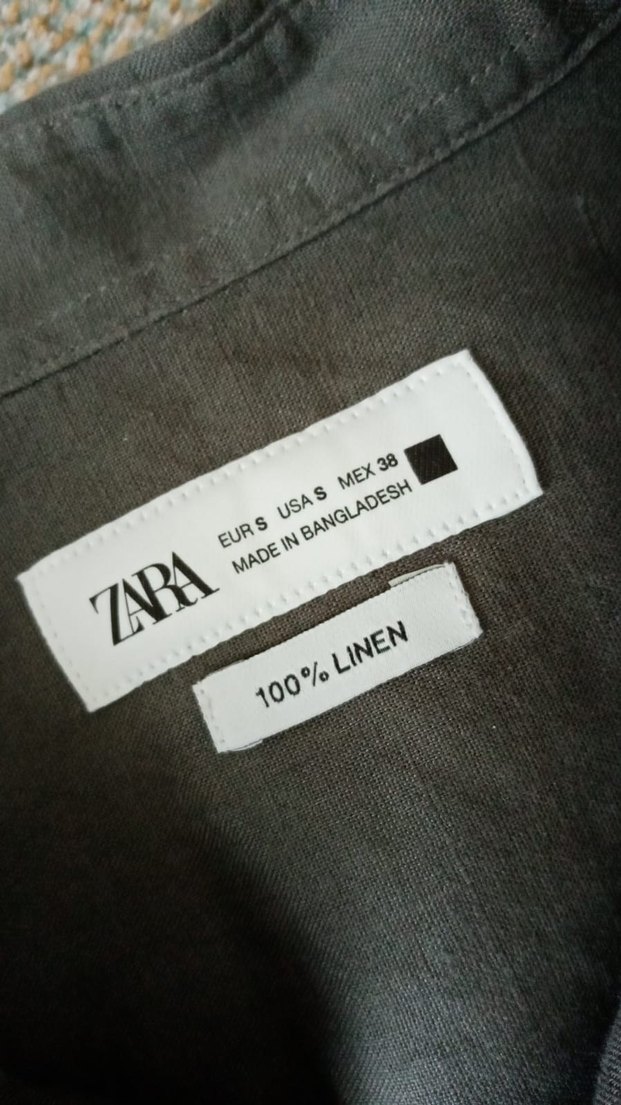 ZARA
EUR S USA S MEX 38
MADE IN BANGLADESH
100% LINEN